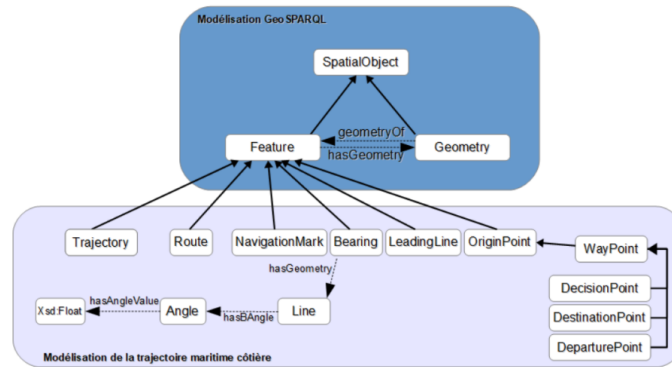 Modélisation GeoSPARQL
SpatialObject
geometryOf
Feature
Geometry
hasGeometry
Trajectory
Route
NavigationMark
Bearing
LeadingLine
OriginPoint
WayPoint
hasGeometry
DecisionPoint
hasAngleValue
Xsd:Float
Angle
hasBAngle
Line
DestinationPoint
DeparturePoint
Modélisation de la trajectoire maritime côtière